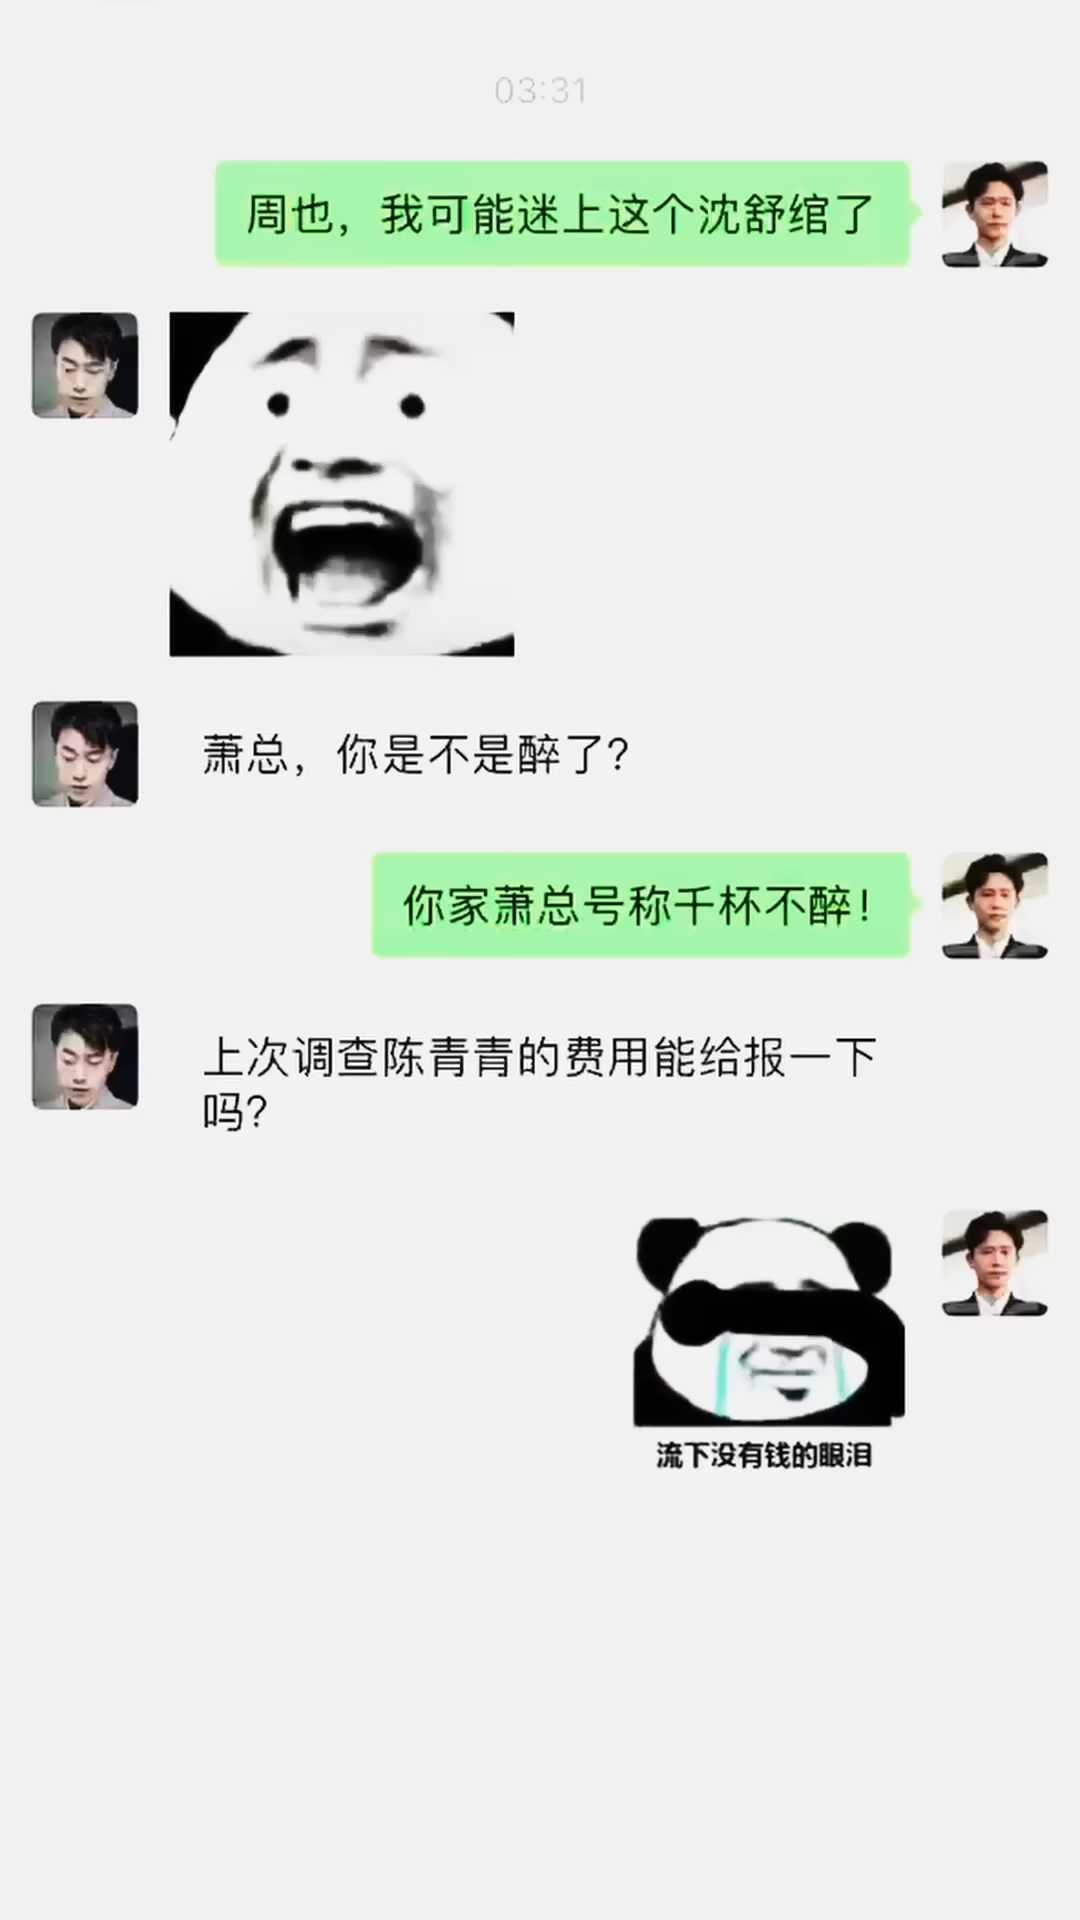 03:31
周也，我可能迷上这个沈舒绾了
萧总，你是不是醉了？
你家萧总号称千杯不醉！
上次调查陈青青的费用能给报一下
吗？
流下没有钱的眼泪